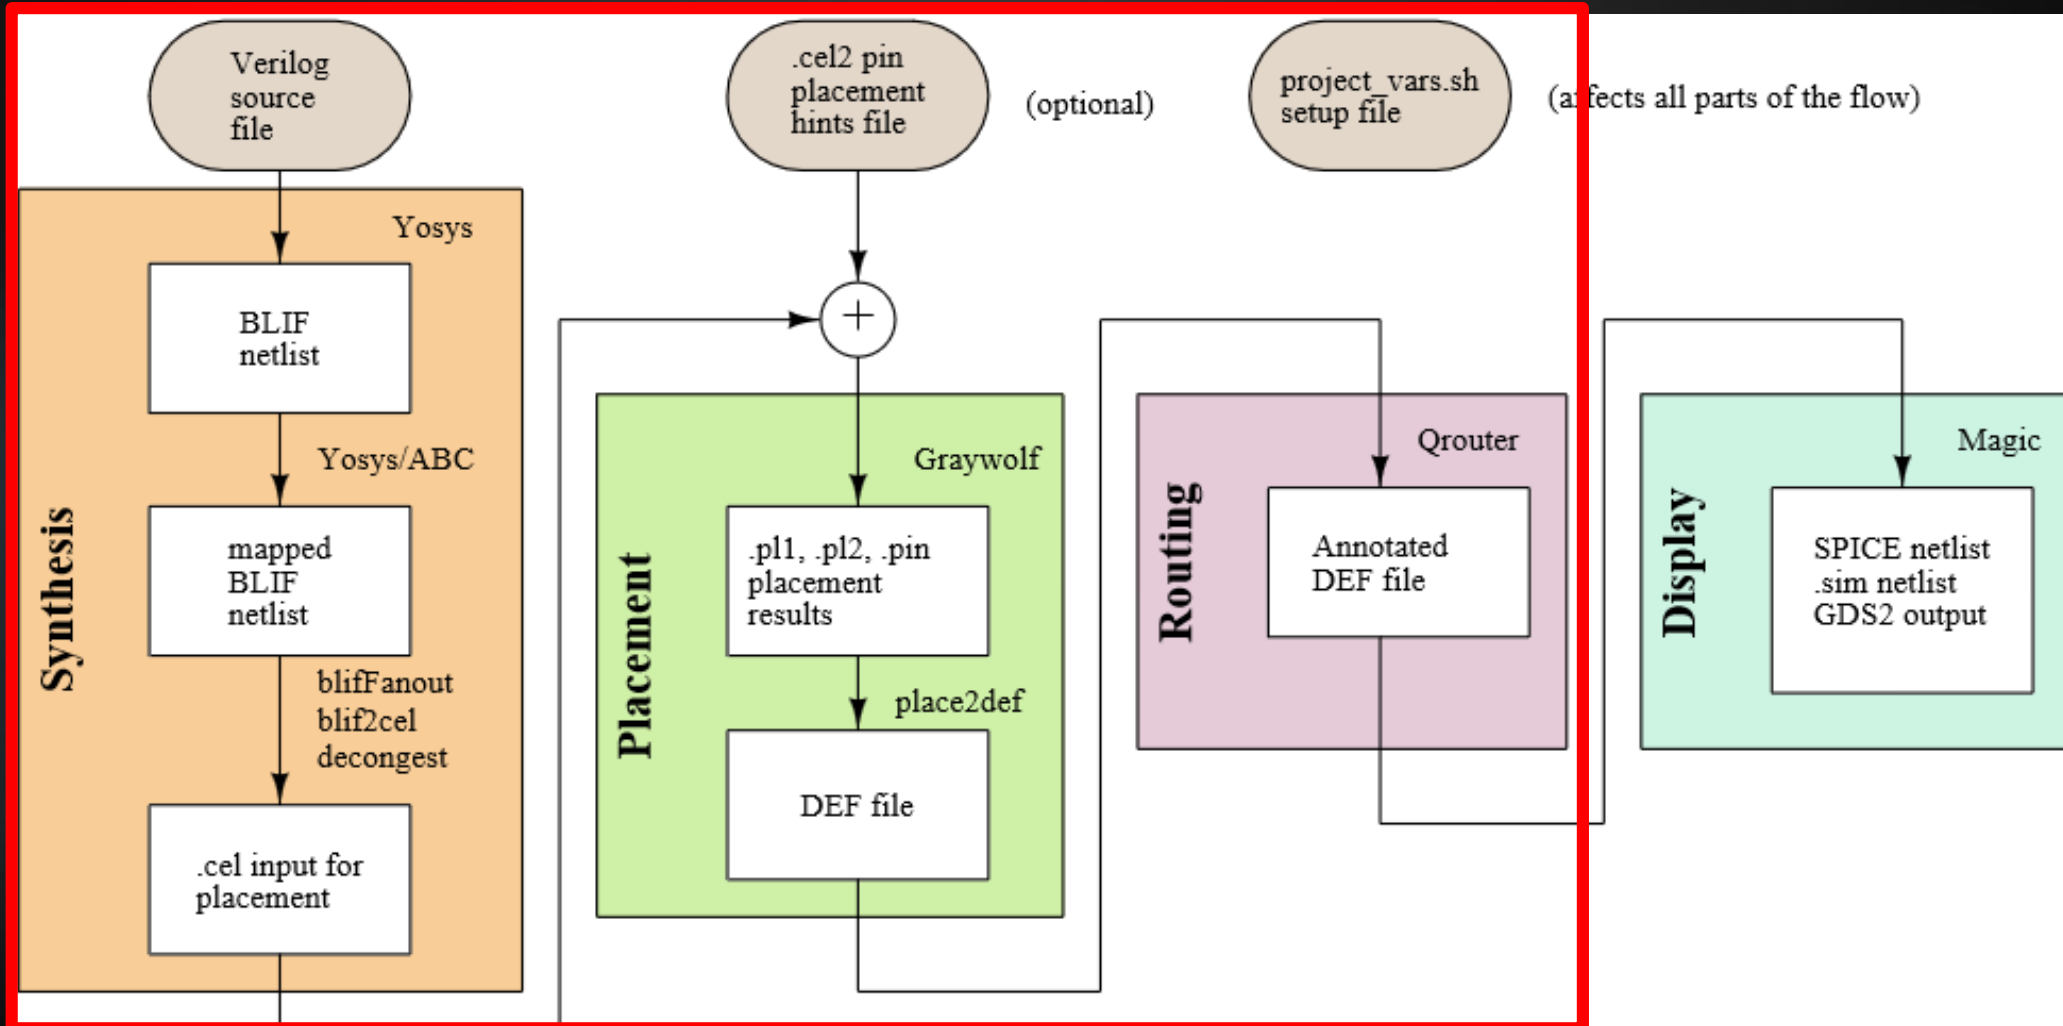 Verilog
source
file
.cel2 pin
placement
hints file
(optional)
project_vars.sh
setup file
(affects all parts of the flow)
Synthesis
Yosys
BLIF
netlist
Yosys/ABC
mapped
BLIF
netlist
blifFanout
blif2cel
decongest
.cel input for
placement
+
Placement
Graywolf
.pl1, .pl2, .pin
placement
results
place2def
DEF file
Routing
Qrouter
Annotated
DEF file
Display
Magic
SPICE netlist
.sim netlist
GDS2 output